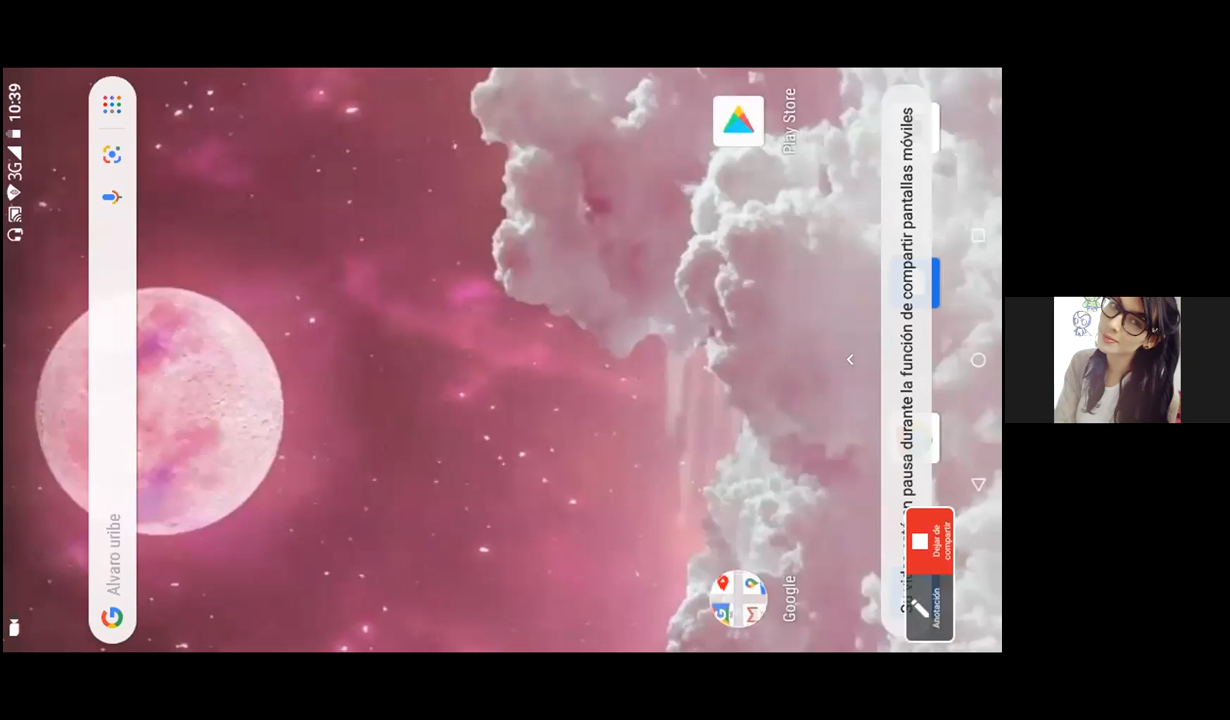 10:39
3G
Alvaro uribe
Play Store
Google
en pausa durante la función de compartir pantallas móviles
Dejar de
compartir
Anotación